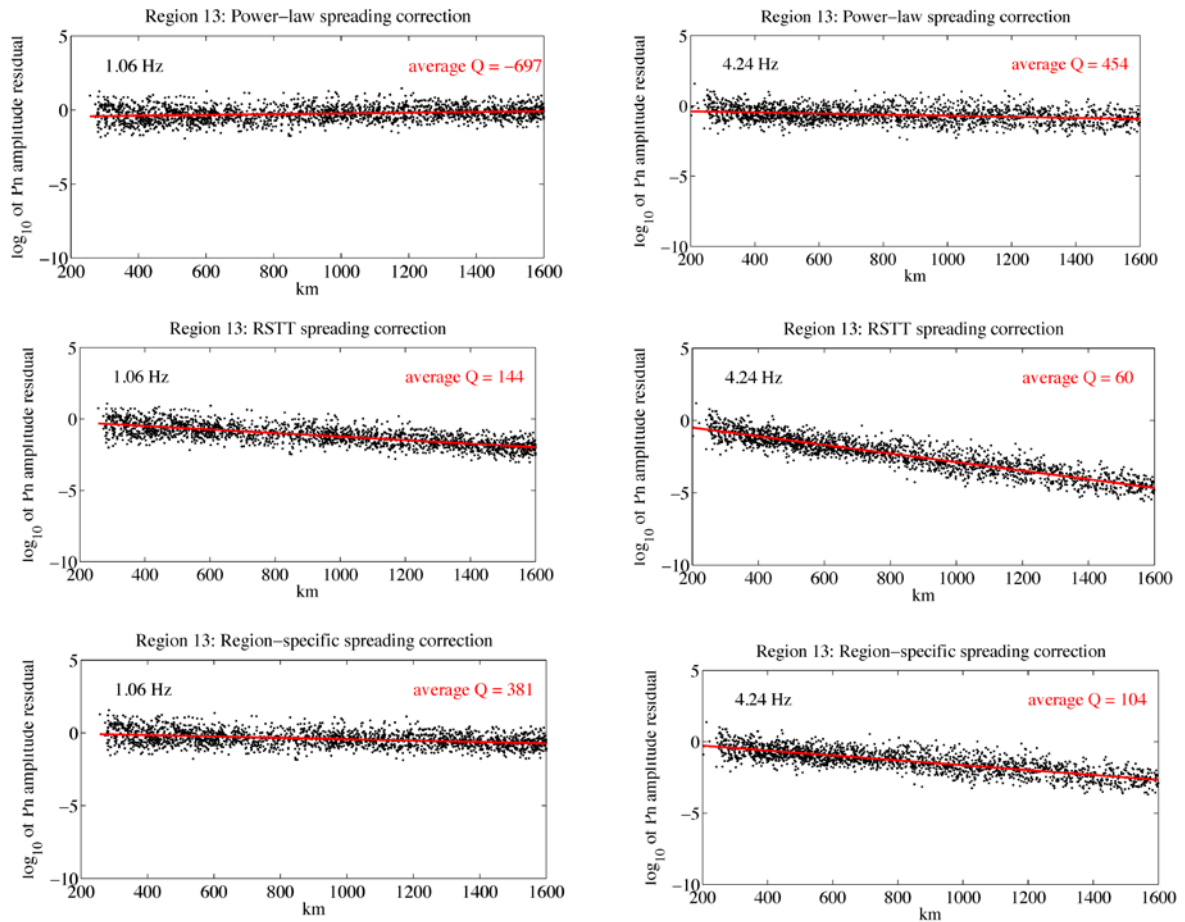 Region 13: Power−law spreading correction
5
1.06 Hz
average Q = −697
0
−5
−10
log10 of Pn amplitude residual
200 400 600 800 1000 1200 1400 1600
km
Region 13: Power−law spreading correction
5
4.24 Hz
average Q = 454
0
−5
−10
log10 of Pn amplitude residual
200 400 600 800 1000 1200 1400 1600
km
Region 13: RSTT spreading correction
5
1.06 Hz
average Q = 144
0
−5
−10
log10 of Pn amplitude residual
200 400 600 800 1000 1200 1400 1600
km
Region 13: RSTT spreading correction
5
4.24 Hz
average Q = 60
0
−5
−10
log10 of Pn amplitude residual
200 400 600 800 1000 1200 1400 1600
km
Region 13: Region−specific spreading correction
5
1.06 Hz
average Q = 381
0
−5
−10
log10 of Pn amplitude residual
200 400 600 800 1000 1200 1400 1600
km
Region 13: Region−specific spreading correction
5
4.24 Hz
average Q = 104
0
−5
−10
log10 of Pn amplitude residual
200 400 600 800 1000 1200 1400 1600
km